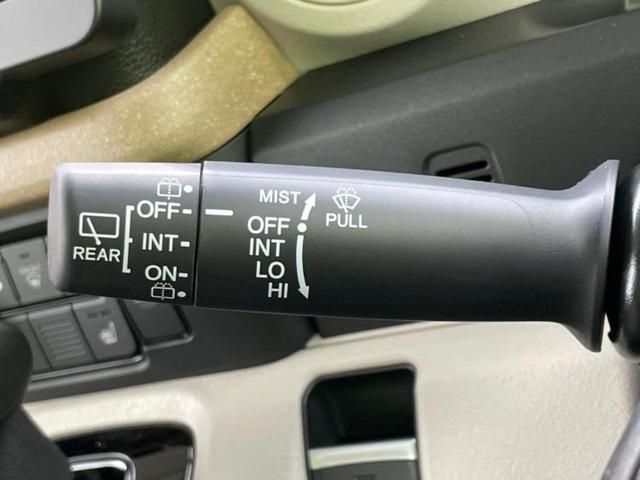 REAR
OFF
INT
ON
MIST
OFF
INT
LO
HI
PULL